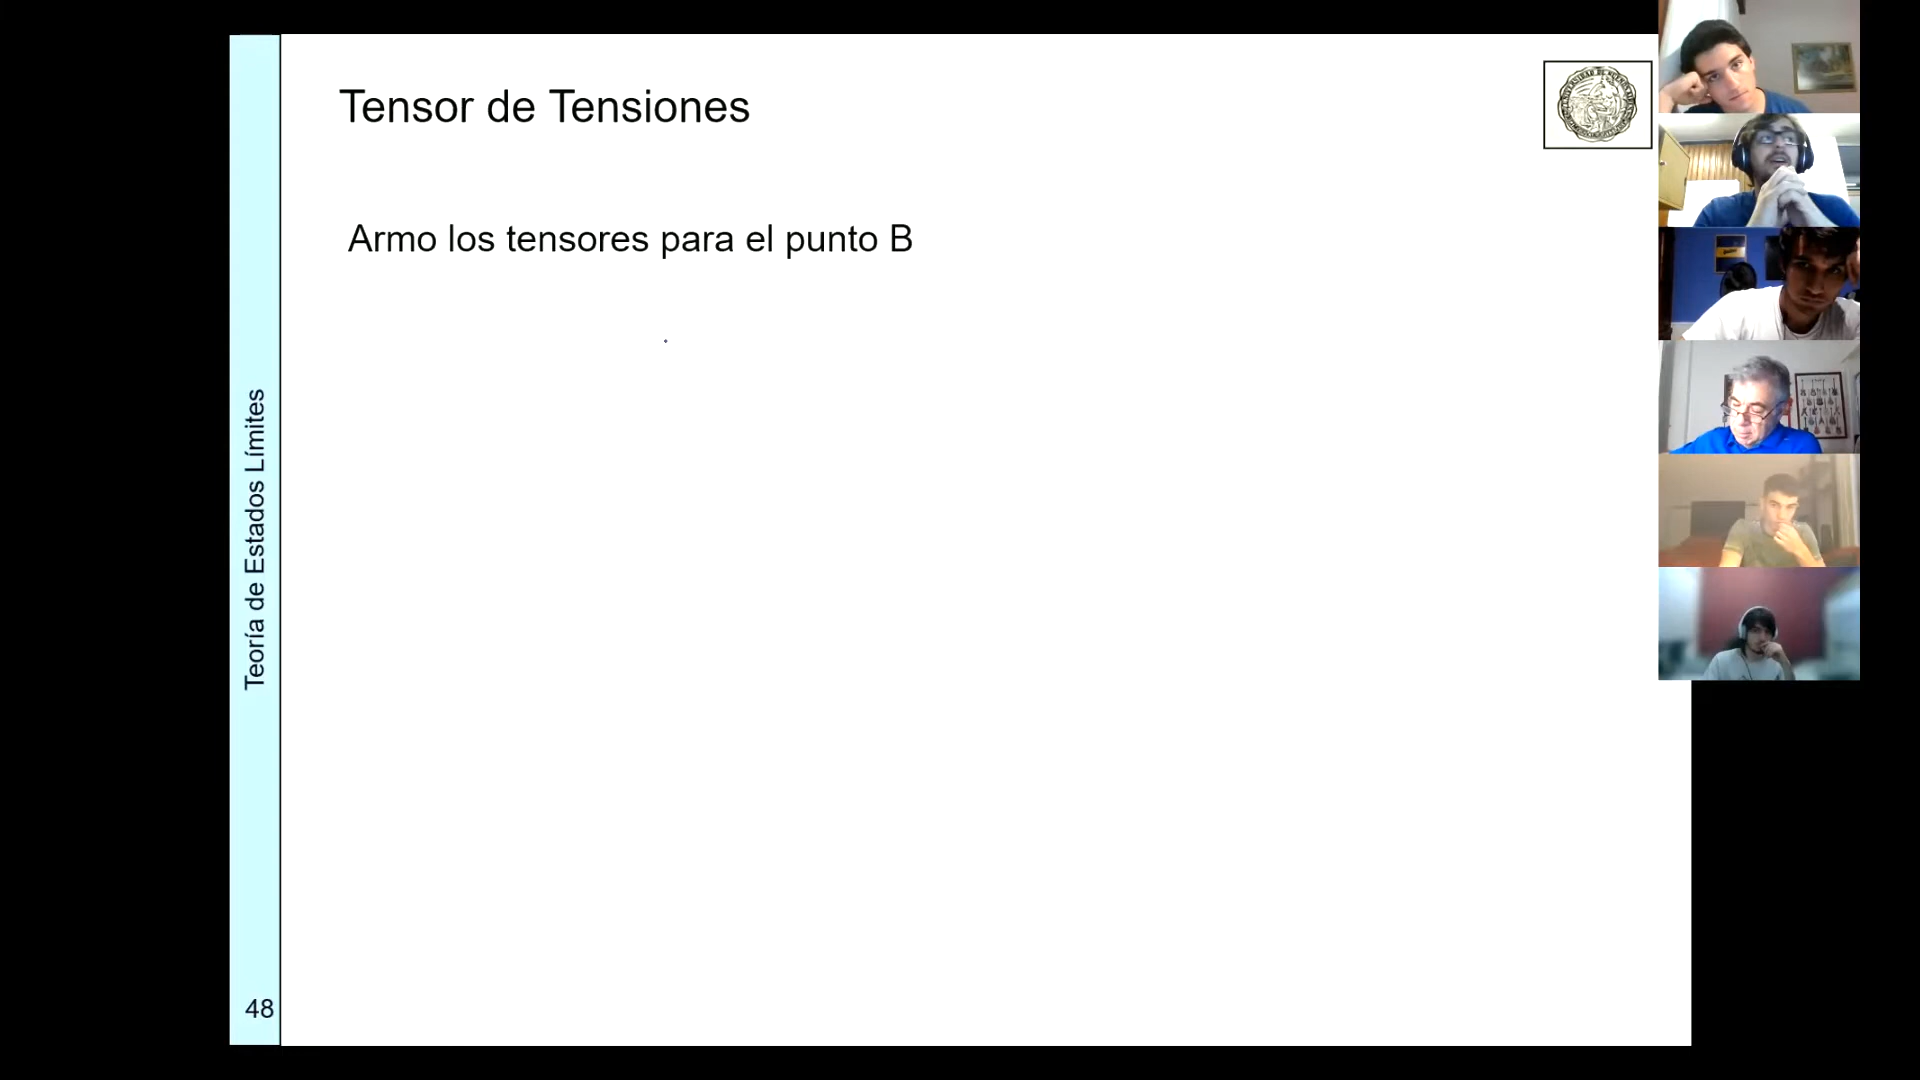 Tensor de Tensiones
Armo los tensores para el punto B
Teoría de Estados Límites
48